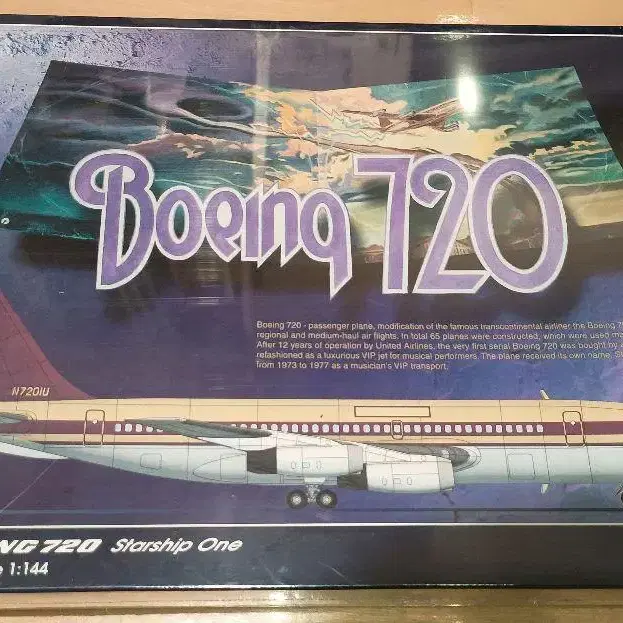 Boeing 720
Boeing 720 - passenger plane, modification of the famous transcontinental airliner the Boeing
regional and medium-haul air flights. In total 65 planes were constructed, which were used
After 12 years of operation by United Airlines, the very first serial Boeing 720 was bought by
refashioned as a luxurious VIP jet for musical performers. The plane received its own name,
from 1973 to 1977 as a musician's VIP transport.
N7201U
NG 720 Starship One
1:144